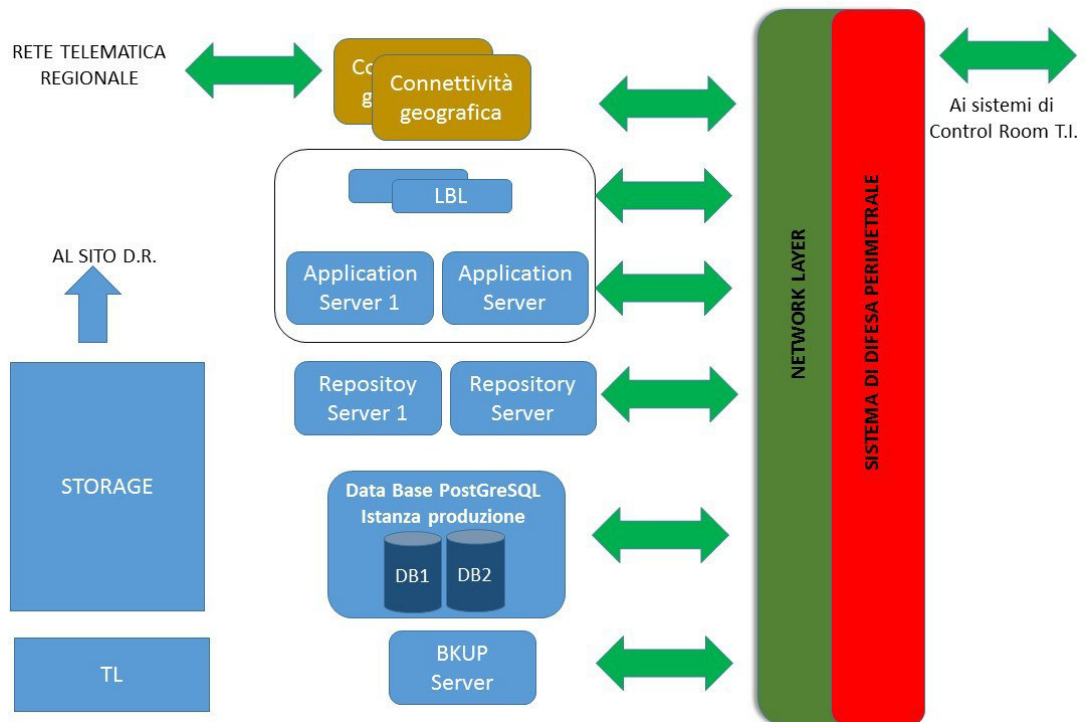 RETE TELEMATICA
REGIONALE
Co
g
Connettività
geografica
Ai sistemi di
Control Room T.I.
LBL
AL SITO D.R.
Application
Server 1
Application
Server
Repositoy
Server 1
Repository
Server
STORAGE
Data Base PostGreSQL
Istanza produzione
DB1
DB2
TL
BKUP
Server
NETWORK LAYER
SISTEMA DI DIFESA PERIMETRALE